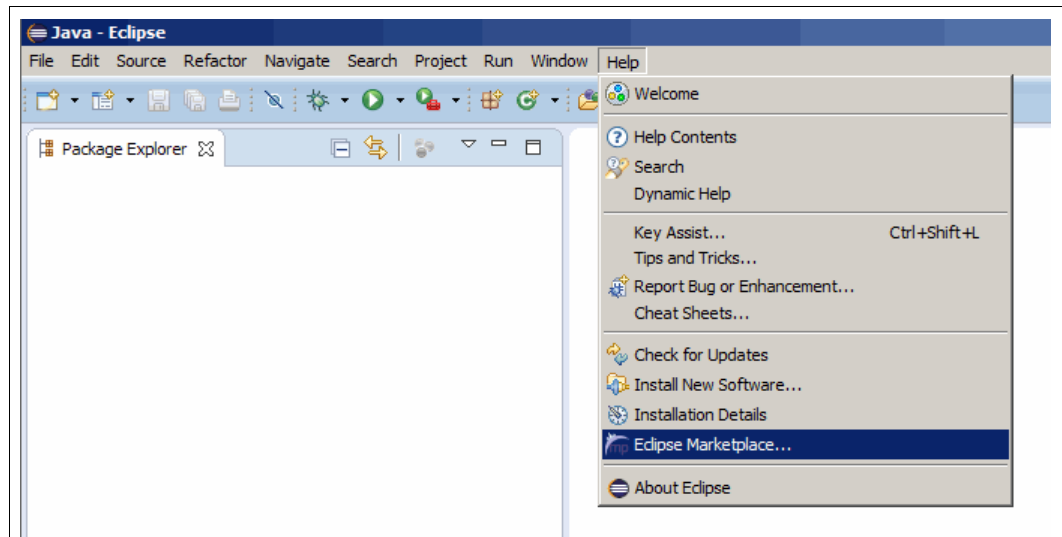 Java - Eclipse
File Edit Source Refactor Navigate Search Project Run Window Help
Package Explorer
Welcome
Help Contents
Search
Dynamic Help
Key Assist... Ctrl+Shift+L
Tips and Tricks...
Report Bug or Enhancement...
Cheat Sheets...
Check for Updates
Install New Software...
Installation Details
mp Eclipse Marketplace...
About Eclipse